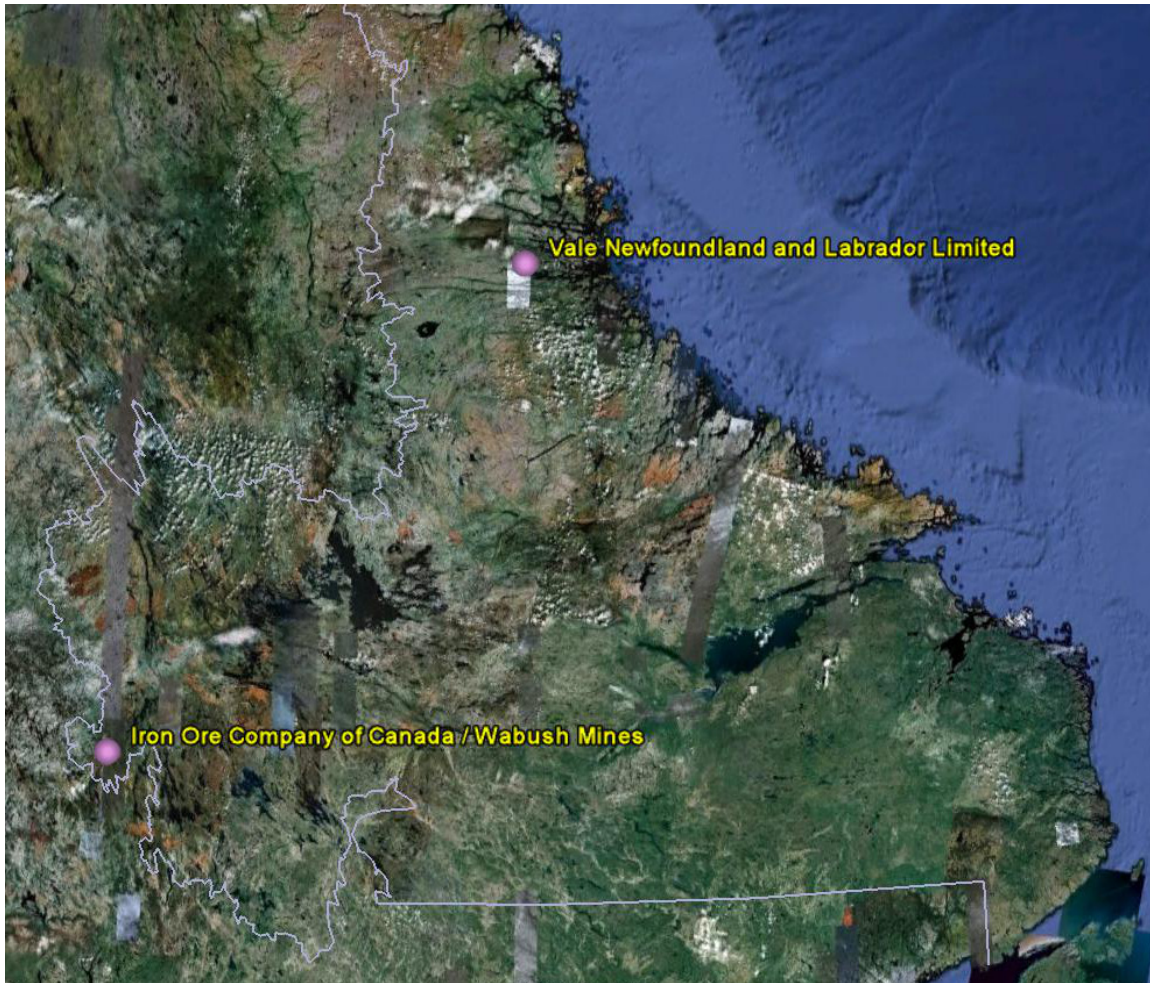 Vale Newfoundland and Labrador Limited
Iron Ore Company of Canada / Wabush Mines